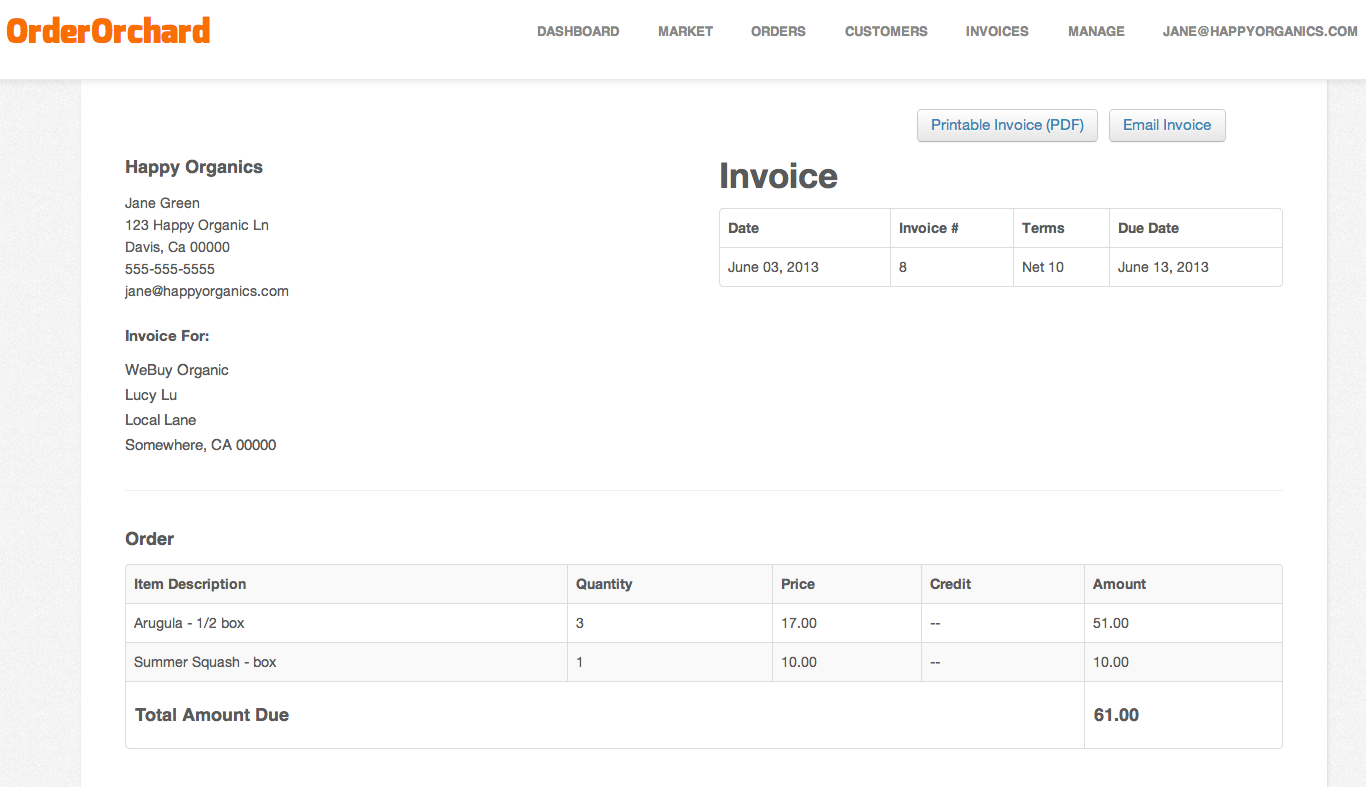 OrderOrchard
DASHBOARD MARKET ORDERS CUSTOMERS INVOICES MANAGE JANE@HAPPYORGANICS.COM
Printable Invoice (PDF) Email Invoice
Happy Organics
Jane Green
123 Happy Organic Ln
Davis, Ca 00000
555-555-5555
jane@happyorganics.com
Invoice For:
WeBuy Organic
Lucy Lu
Local Lane
Somewhere, CA 00000
Invoice
Date Invoice # Terms Due Date
June 03, 2013 8 Net 10 June 13, 2013
Order
Item Description Quantity Price Credit Amount
Arugula - 1/2 box 3 17.00 -- 51.00
Summer Squash - box 1 10.00 -- 10.00
Total Amount Due 61.00